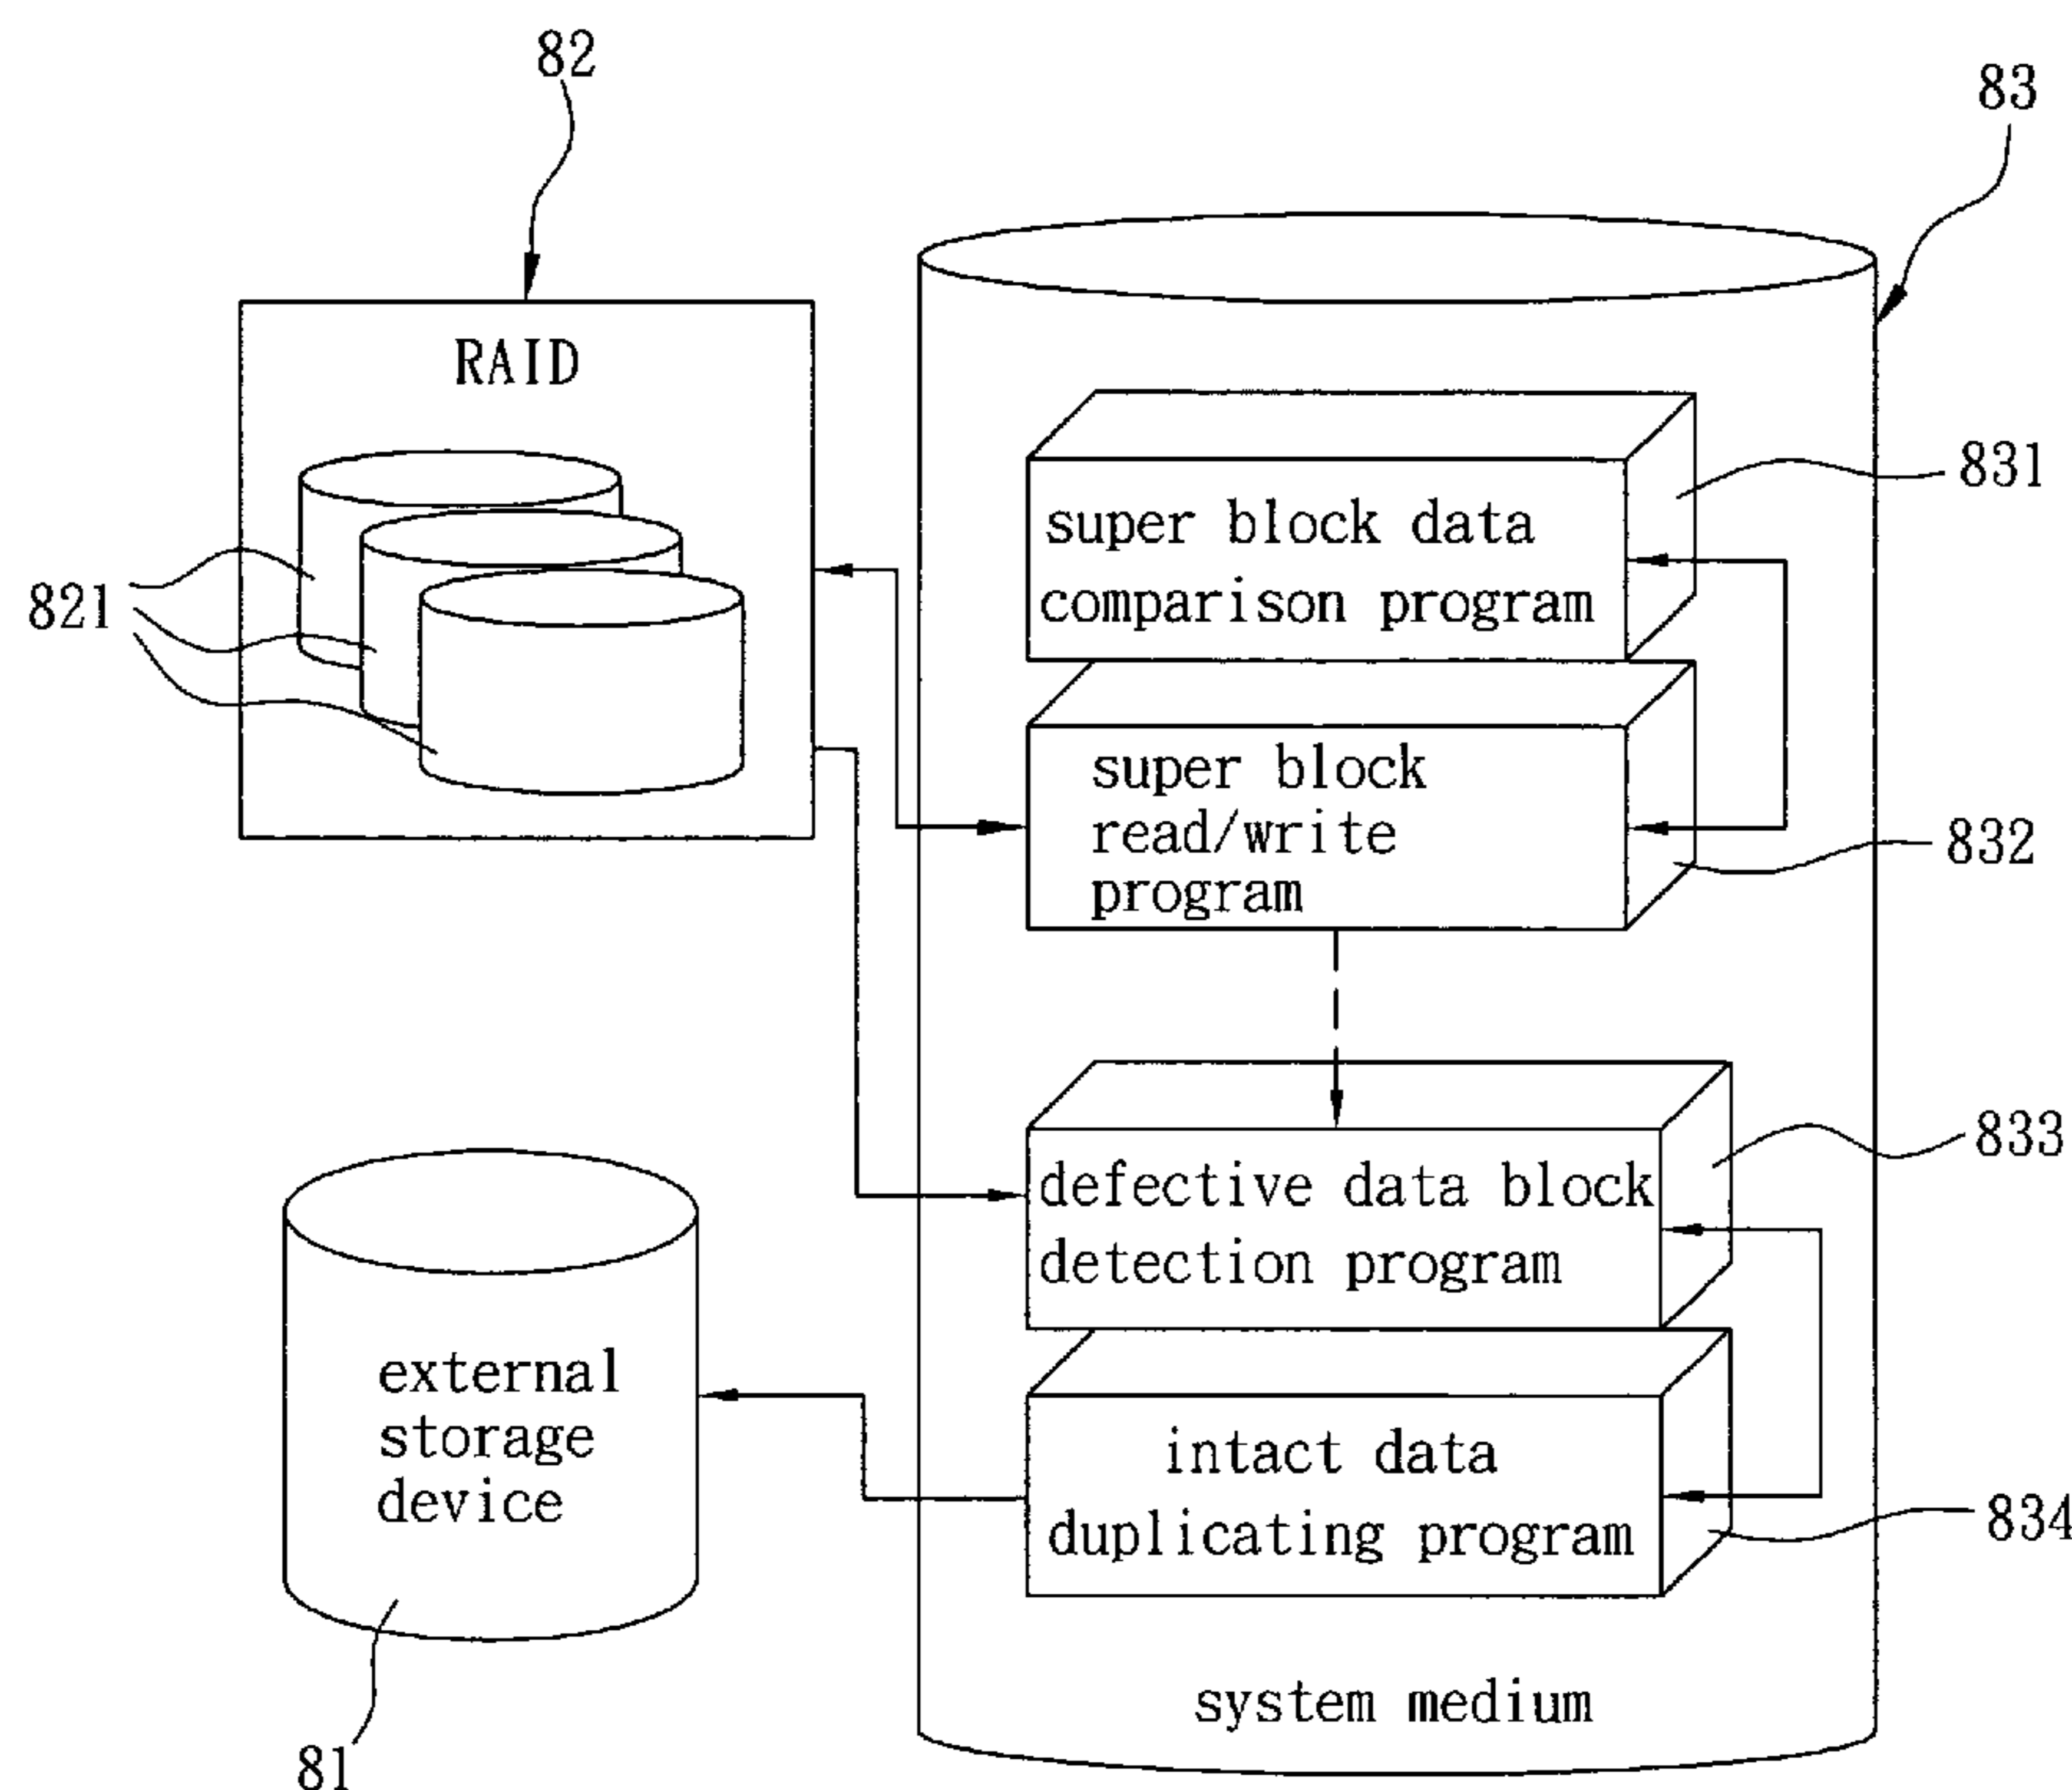 82
83
RAID
831
super block data
comparison program
821
super block
read/write
program
832
833
defective data block
detection program
external
storage
device
intact data
duplicating program
834
system medium
81